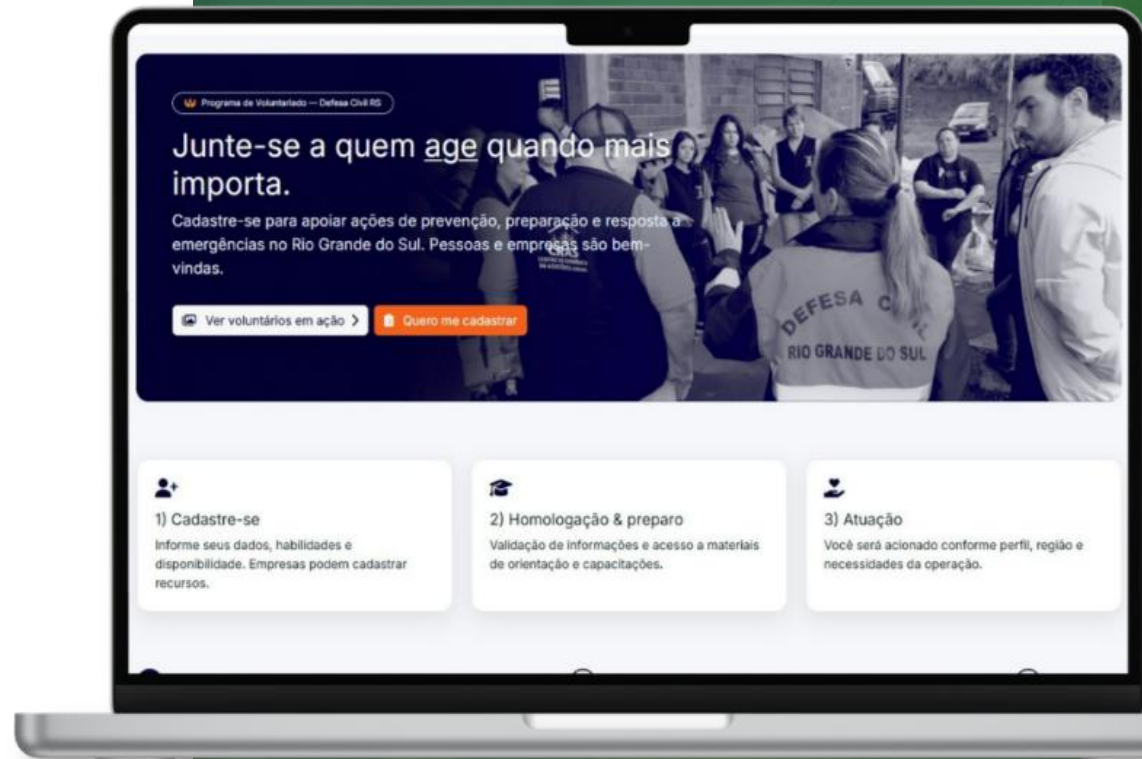 Programa de Voluntariado — Defesa Civil RS
Junte-se a quem age quando mais
importa.
Cadastre-se para apoiar ações de prevenção, preparação e resposta a
emergências no Rio Grande do Sul. Pessoas e empresas são bem-
vindas.
Ver voluntários em ação
Quero me cadastrar
CRAS
DEFESA CIVIL
RIO GRANDE DO SUL
1) Cadastre-se
Informe seus dados, habilidades e
disponibilidade. Empresas podem cadastrar
recursos.
2) Homologação & preparo
Validação de informações e acesso a materiais
de orientação e capacitações.
3) Atuação
Você será acionado conforme perfil, região e
necessidades da operação.